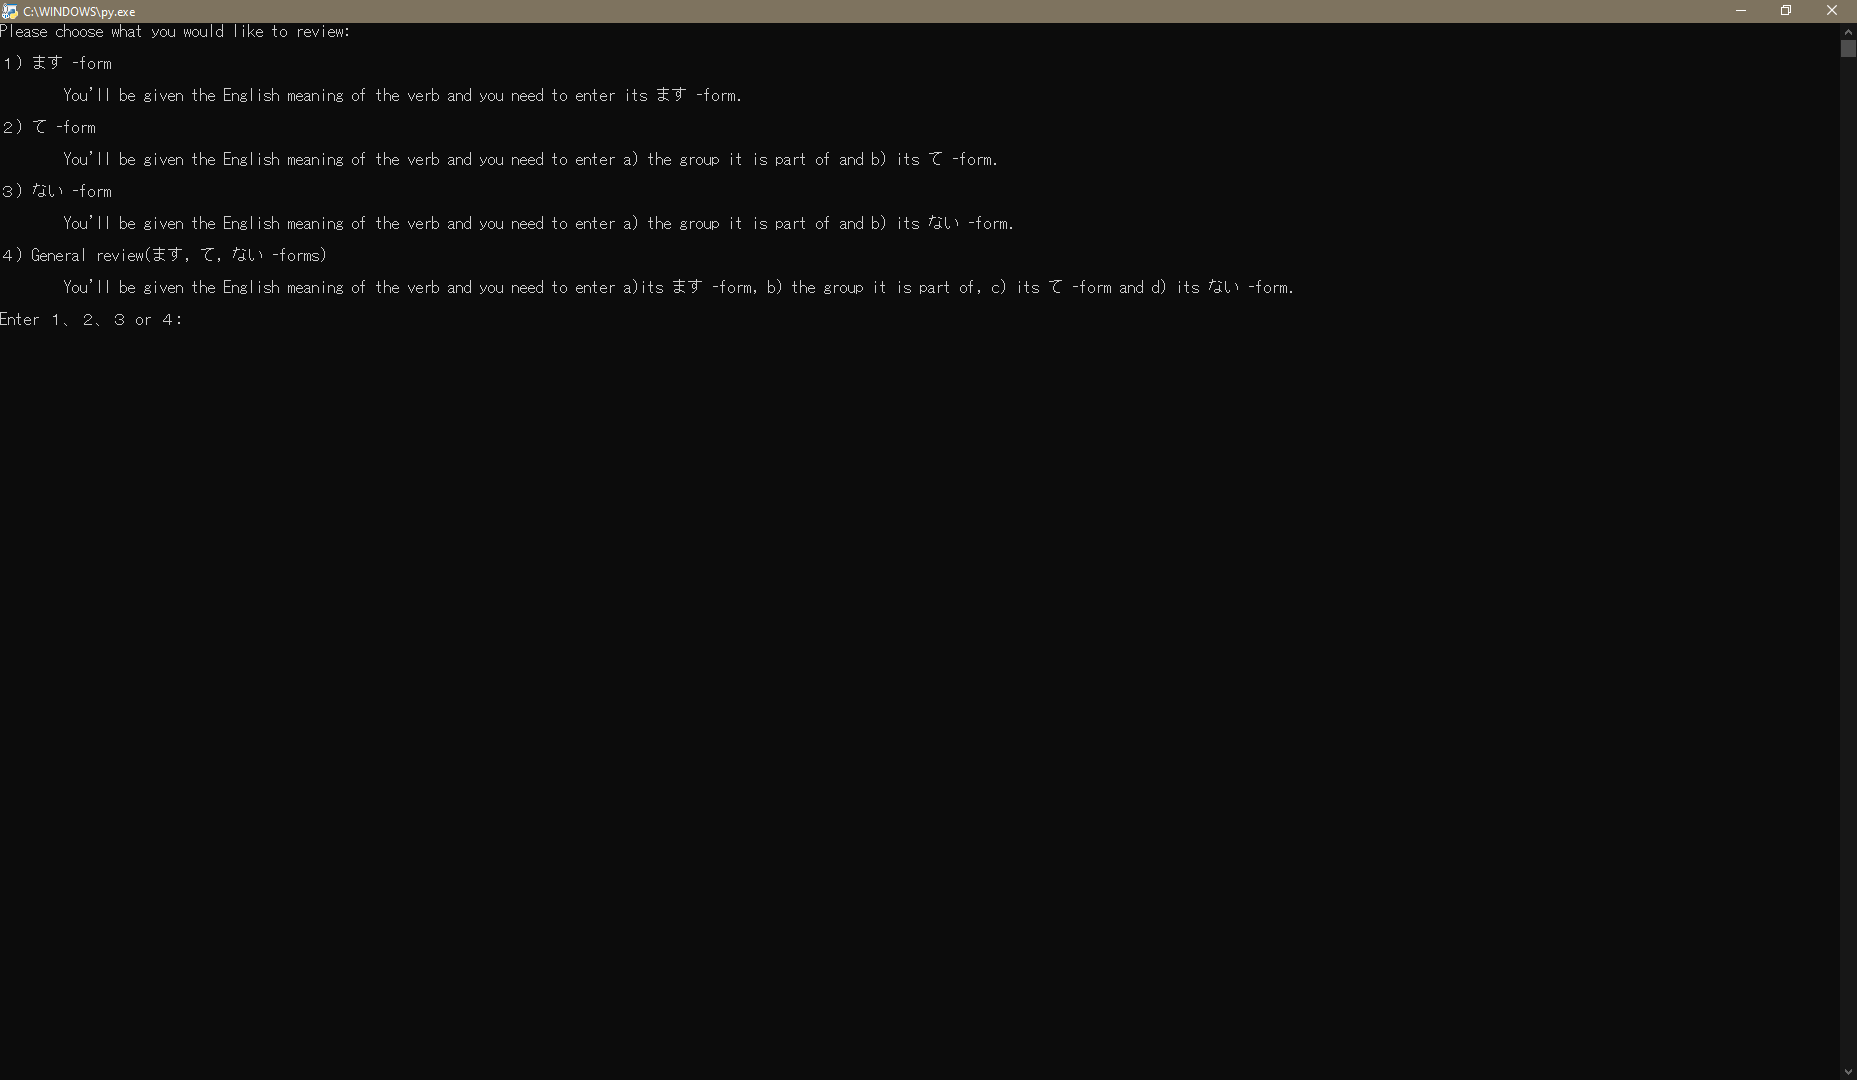 C:\WINDOWS\py.exe
Please choose what you would like to review:
１) ます -form
You'll be given the English meaning of the verb and you need to enter its ます -form.
２) て -form
You'll be given the English meaning of the verb and you need to enter a) the group it is part of and b) its て -form.
３) ない -form
You'll be given the English meaning of the verb and you need to enter a) the group it is part of and b) its ない -form.
４) General review(ます, て, ない -forms)
You'll be given the English meaning of the verb and you need to enter a)its ます -form, b) the group it is part of, c) its て -form and d) its ない -form.
Enter １、２、３ or ４: